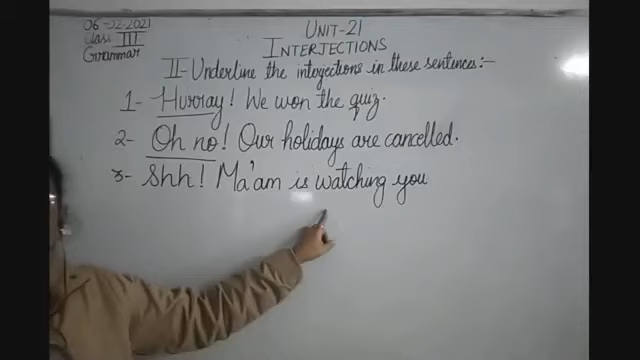 06-02-2021
Class III
Grammar
UNIT-21
INTERJECTIONS
II- Underline the interjections in these sentences:-
1- Hurray! We won the quiz.
2- Oh no! Our holidays are cancelled.
3- Shh! Ma'am is watching you